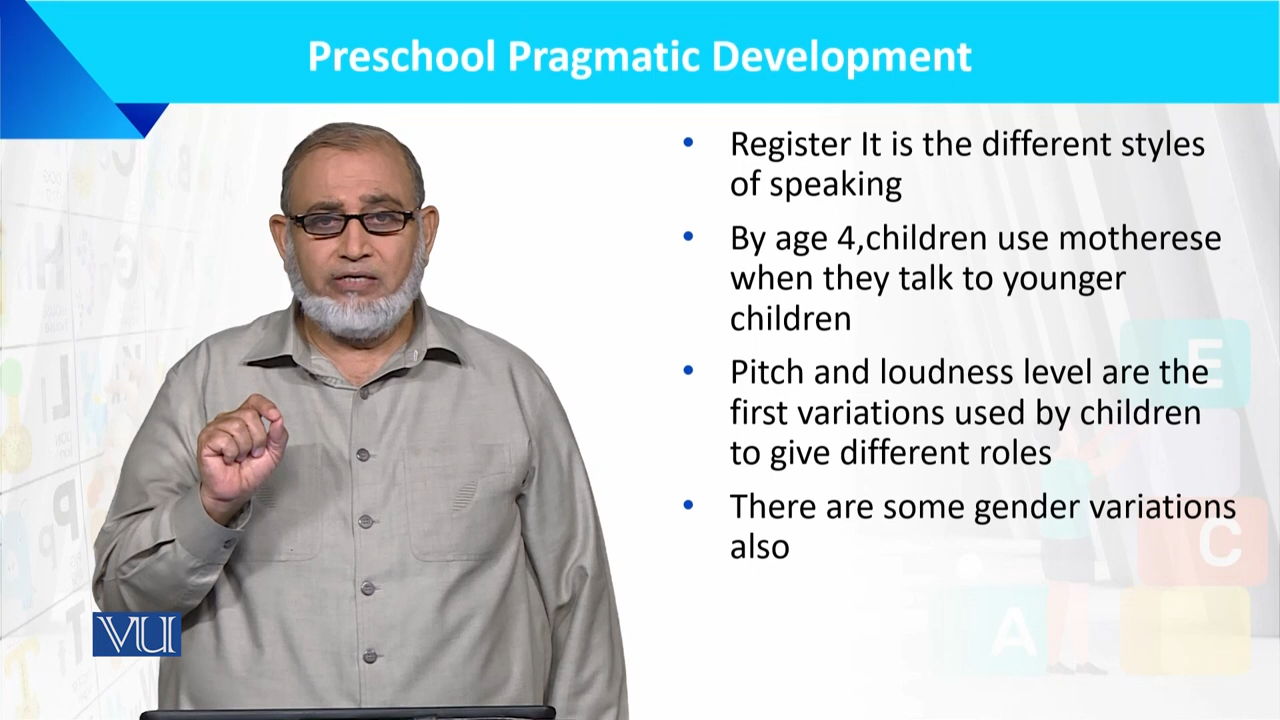 Preschool Pragmatic Development
• Register It is the different styles
of speaking
• By age 4,children use motherese
when they talk to younger
children
• Pitch and loudness level are the
first variations used by children
to give different roles
• There are some gender variations
also
VU
E
C
A